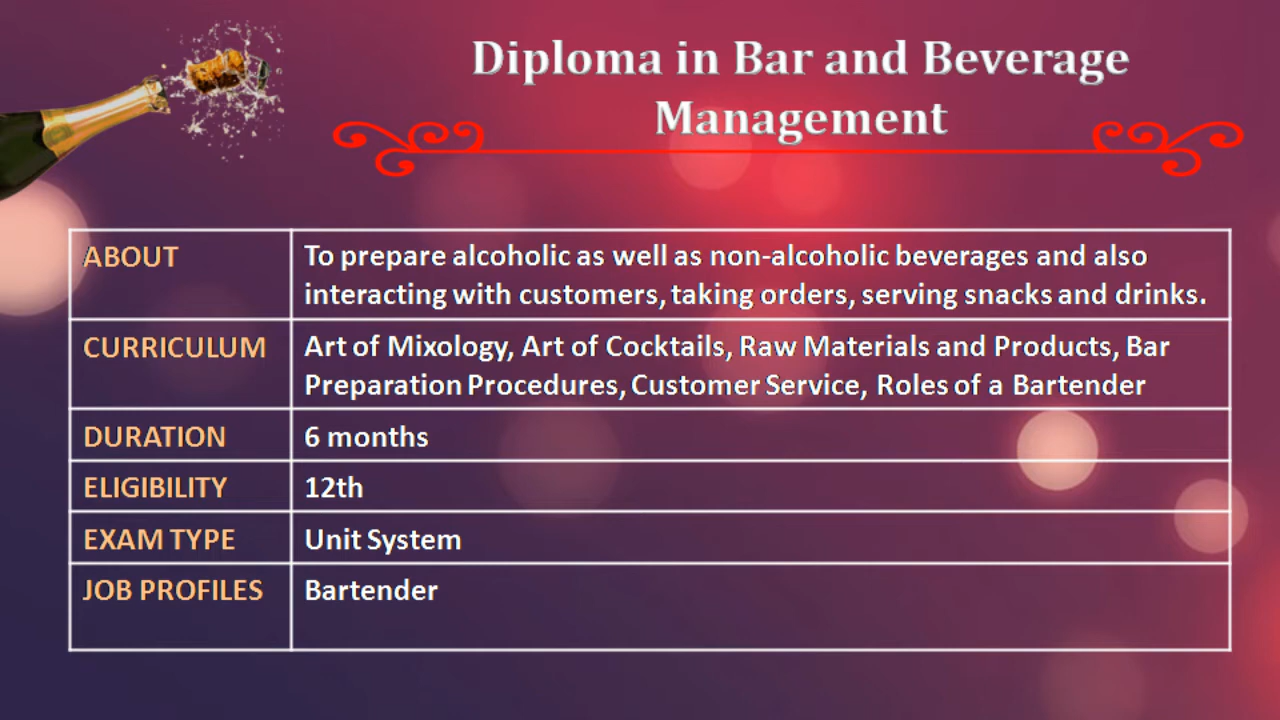 Diploma in Bar and Beverage
Management
ABOUT
To prepare alcoholic as well as non-alcoholic beverages and also
interacting with customers, taking orders, serving snacks and drinks.
CURRICULUM
Art of Mixology, Art of Cocktails, Raw Materials and Products, Bar
Preparation Procedures, Customer Service, Roles of a Bartender
DURATION
6 months
ELIGIBILITY
12th
EXAM TYPE
Unit System
JOB PROFILES
Bartender